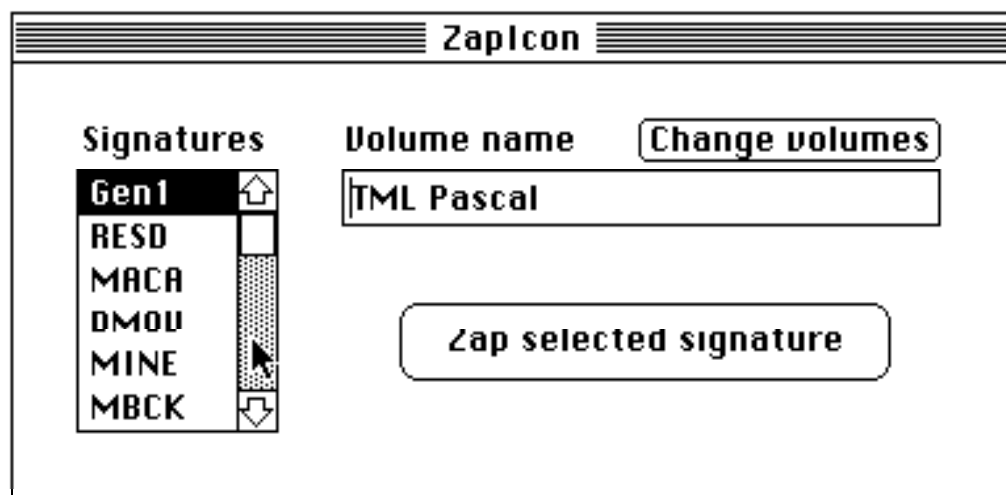 ZapIcon
Signatures
Volume name
Change volumes
Gen1
RESD
MACA
DMOV
MINE
MBCK
TML Pascal
Zap selected signature